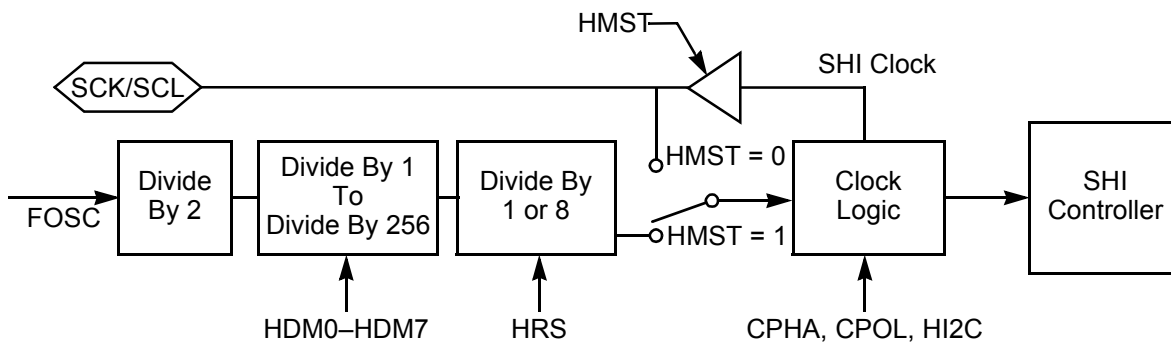 HMST
SCK/SCL
SHI Clock
HMST = 0
Divide
By 2
Divide By 1
To
Divide By 256
Divide By
1 or 8
Clock
Logic
SHI
Controller
FOSC
HMST = 1
HDM0–HDM7
HRS
CPHA, CPOL, HI2C